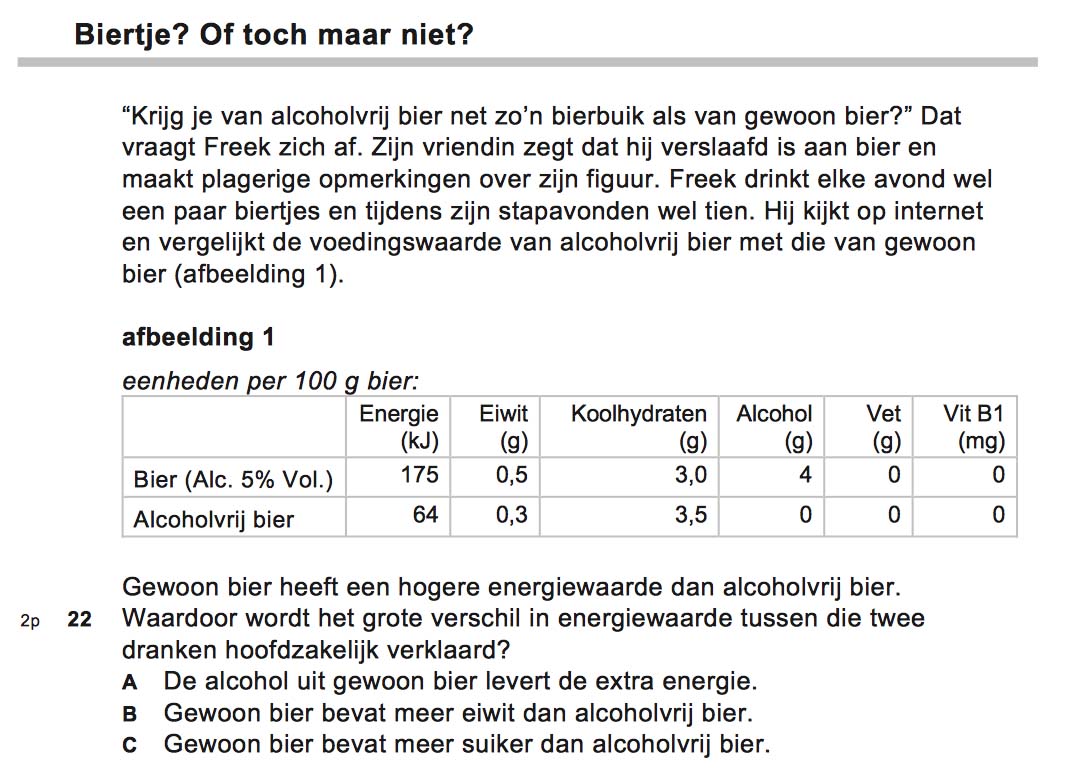 Biertje? Of toch maar niet?
“Krijg je van alcoholvrij bier net zo’n bierbuik als van gewoon bier?” Dat
vraagt Freek zich af. Zijn vriendin zegt dat hij verslaafd is aan bier en
maakt plagerige opmerkingen over zijn figuur. Freek drinkt elke avond wel
een paar biertjes en tijdens zijn stapavonden wel tien. Hij kijkt op internet
en vergelijkt de voedingswaarde van alcoholvrij bier met die van gewoon
bier (afbeelding 1).
afbeelding 1
eenheden per 100 g bier:
Energie Eiwit Koolhydraten Alcohol Vet Vit B1
(kJ) (g) (g) (g) (g) (mg)
Bier (Alc. 5% Vol.) 175 0,5 3,0 4 0 0
Alcoholvrij bier 64 0,3 3,5 0 0 0
Gewoon bier heeft een hogere energiewaarde dan alcoholvrij bier.
2p 22 Waardoor wordt het grote verschil in energiewaarde tussen die twee
dranken hoofdzakelijk verklaard?
A De alcohol uit gewoon bier levert de extra energie.
B Gewoon bier bevat meer eiwit dan alcoholvrij bier.
C Gewoon bier bevat meer suiker dan alcoholvrij bier.